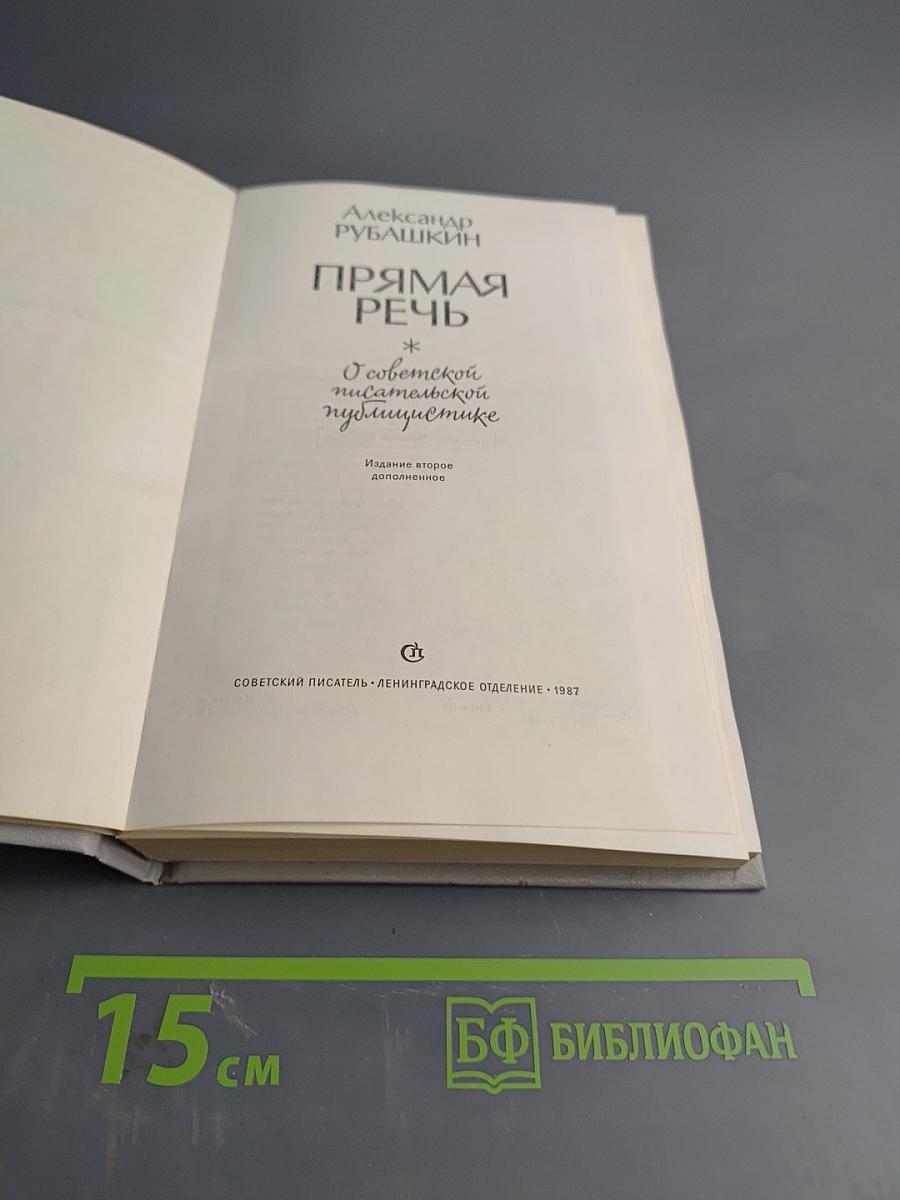 Александр
РУБАШКИН
ПРЯМАЯ
РЕЧЬ
*
О советской
писательской
публицистике
Издание второе
дополненное
СП
СОВЕТСКИЙ ПИСАТЕЛЬ • ЛЕНИНГРАДСКОЕ ОТДЕЛЕНИЕ • 1987
15 см
БФ БИБЛИОФАН